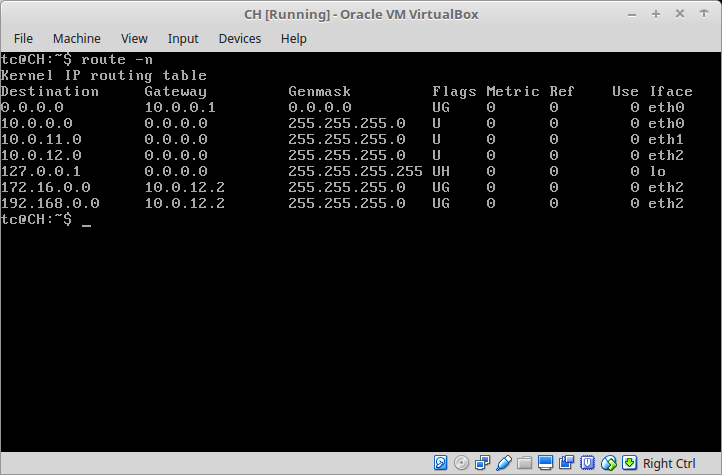 CH [Running] - Oracle VM VirtualBox
File Machine View Input Devices Help
tc@CH:~$ route -n
Kernel IP routing table
Destination Gateway Genmask Flags Metric Ref Use Iface
0.0.0.0 10.0.0.1 0.0.0.0 UG 0 0 0 eth0
10.0.0.0 0.0.0.0 255.255.255.0 U 0 0 0 eth0
10.0.11.0 0.0.0.0 255.255.255.0 U 0 0 0 eth1
10.0.12.0 0.0.0.0 255.255.255.0 U 0 0 0 eth2
127.0.0.1 0.0.0.0 255.255.255.255 UH 0 0 0 lo
172.16.0.0 10.0.12.2 255.255.255.0 UG 0 0 0 eth2
192.168.0.0 10.0.12.2 255.255.255.0 UG 0 0 0 eth2
tc@CH:~$ _
Right Ctrl